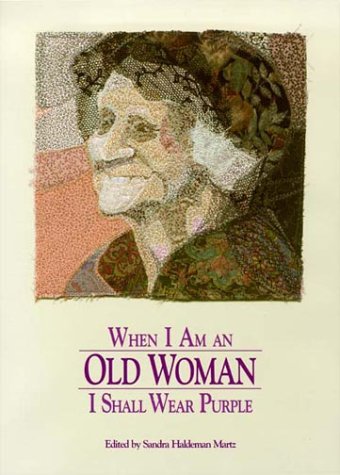 WHEN I AM AN
OLD WOMAN
I SHALL WEAR PURPLE
Edited by Sandra Haldeman Martz